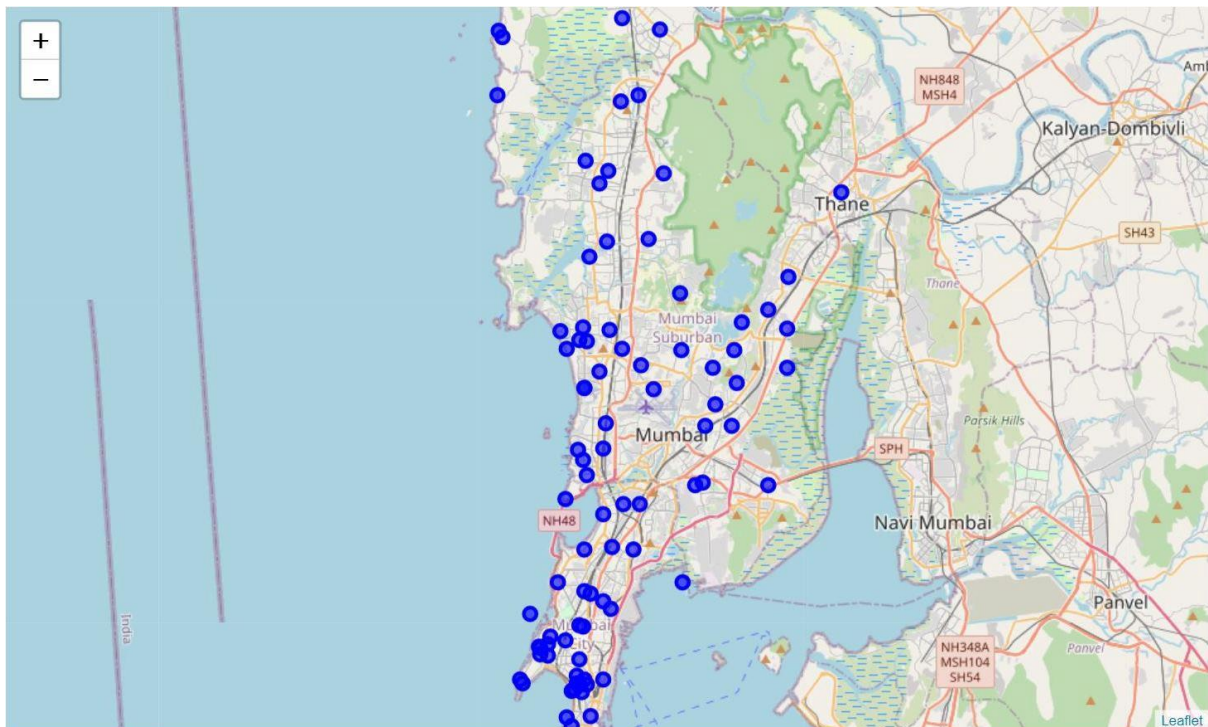 +
−
NH848
MSH4
Amb
Kalyan-Dombivli
Thane
SH43
Thane
Mumbai
Suburban
Parsik Hills
Mumbai
SPH
NH48
Navi Mumbai
Panvel
India
City
NH348A
MSH104
SH54
Panvel
Leaflet